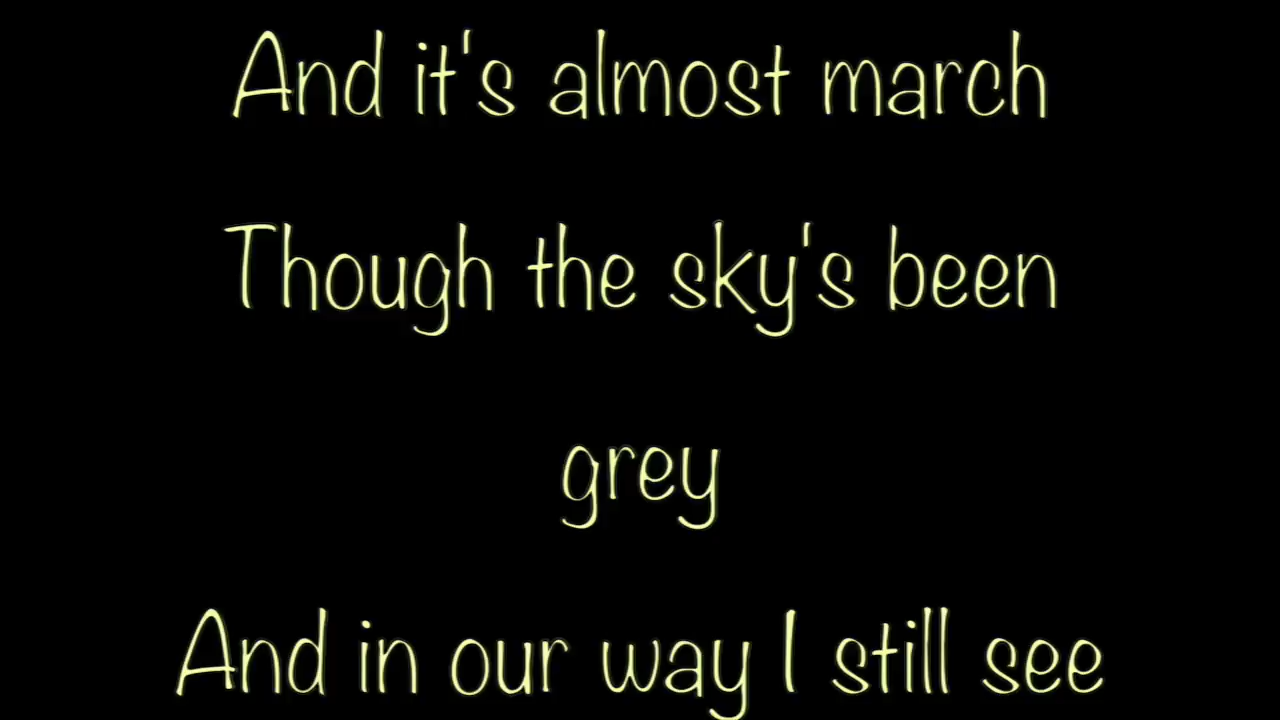 And it's almost march
Though the sky's been
grey
And in our way I still see